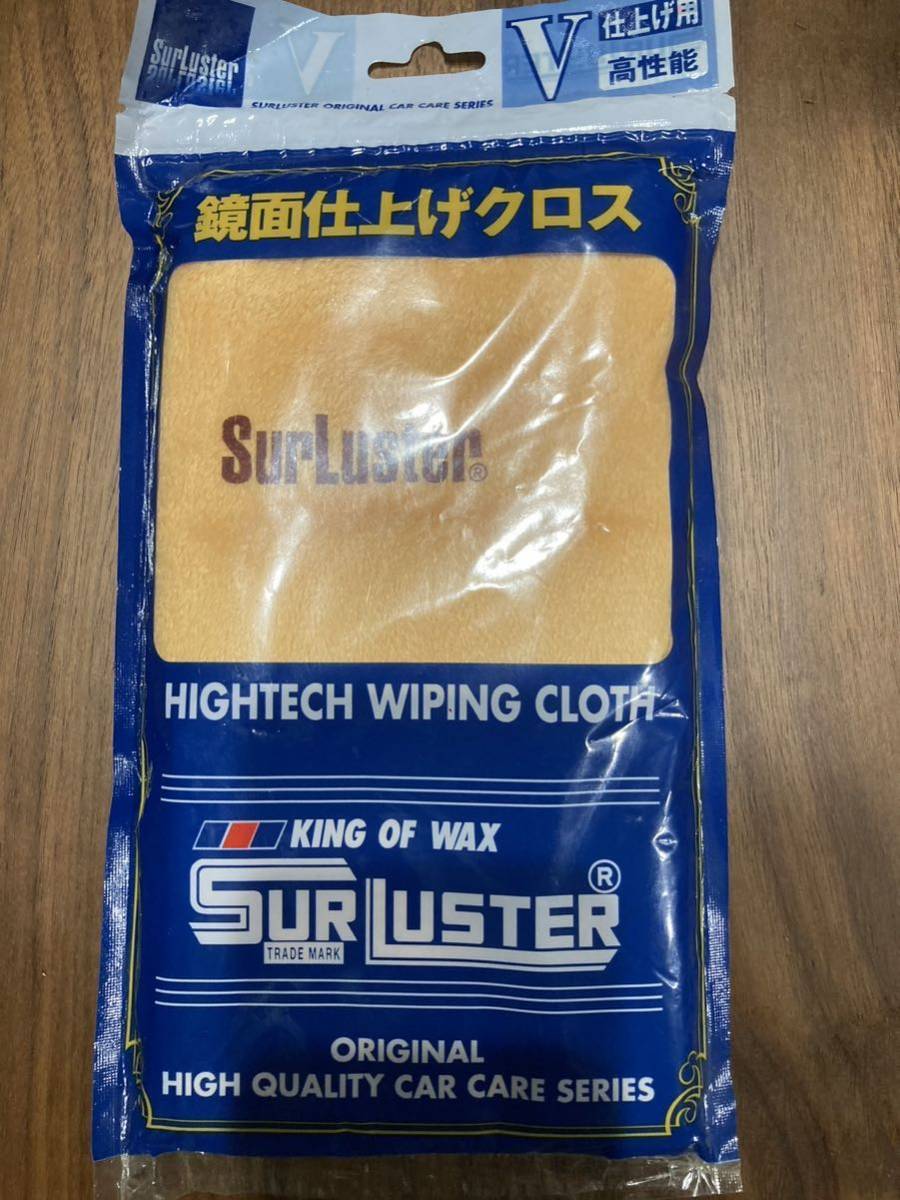 SurLuster
V
V
仕上げ用
高性能
SURLUSTER ORIGINAL CAR CARE SERIES
鏡面仕上げクロス
SurLuster®
HIGHTECH WIPING CLOTH
KING OF WAX
SURLUSTER®
TRADE MARK
ORIGINAL
HIGH QUALITY CAR CARE SERIES